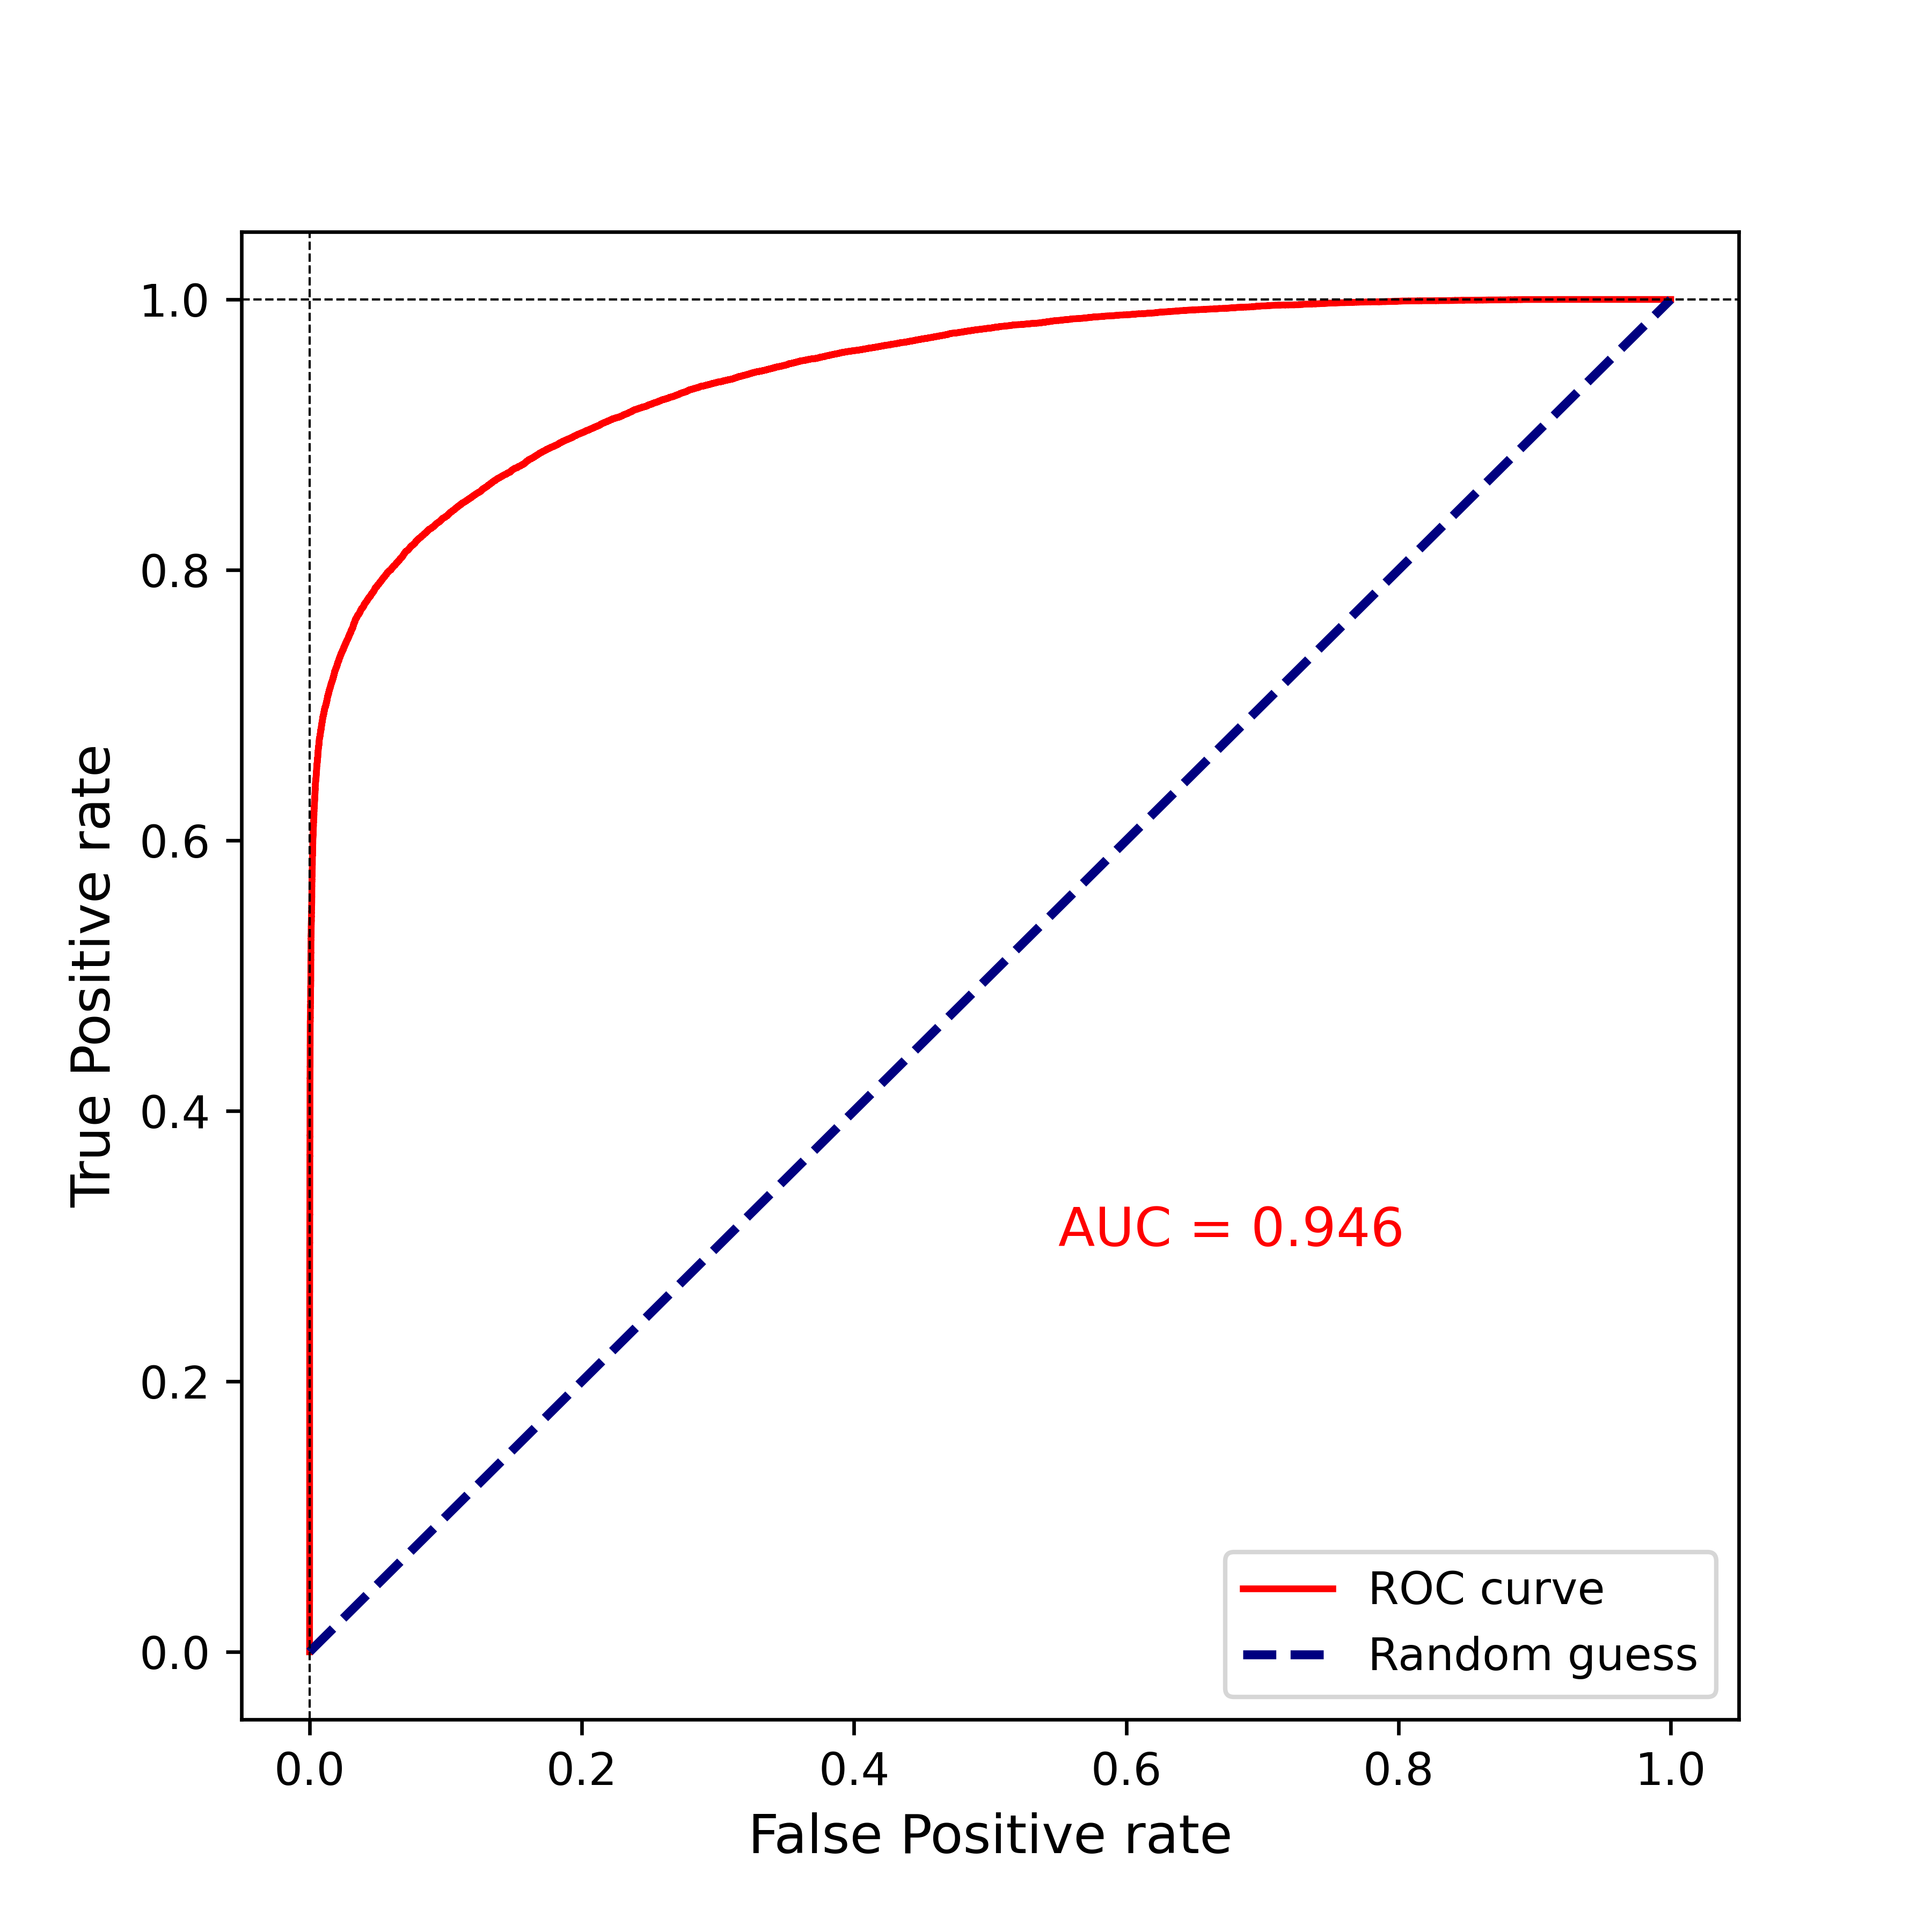 1.0
0.8
0.6
0.4
0.2
0.0
True Positive rate
AUC = 0.946
ROC curve
Random guess
0.0 0.2 0.4 0.6 0.8 1.0
False Positive rate